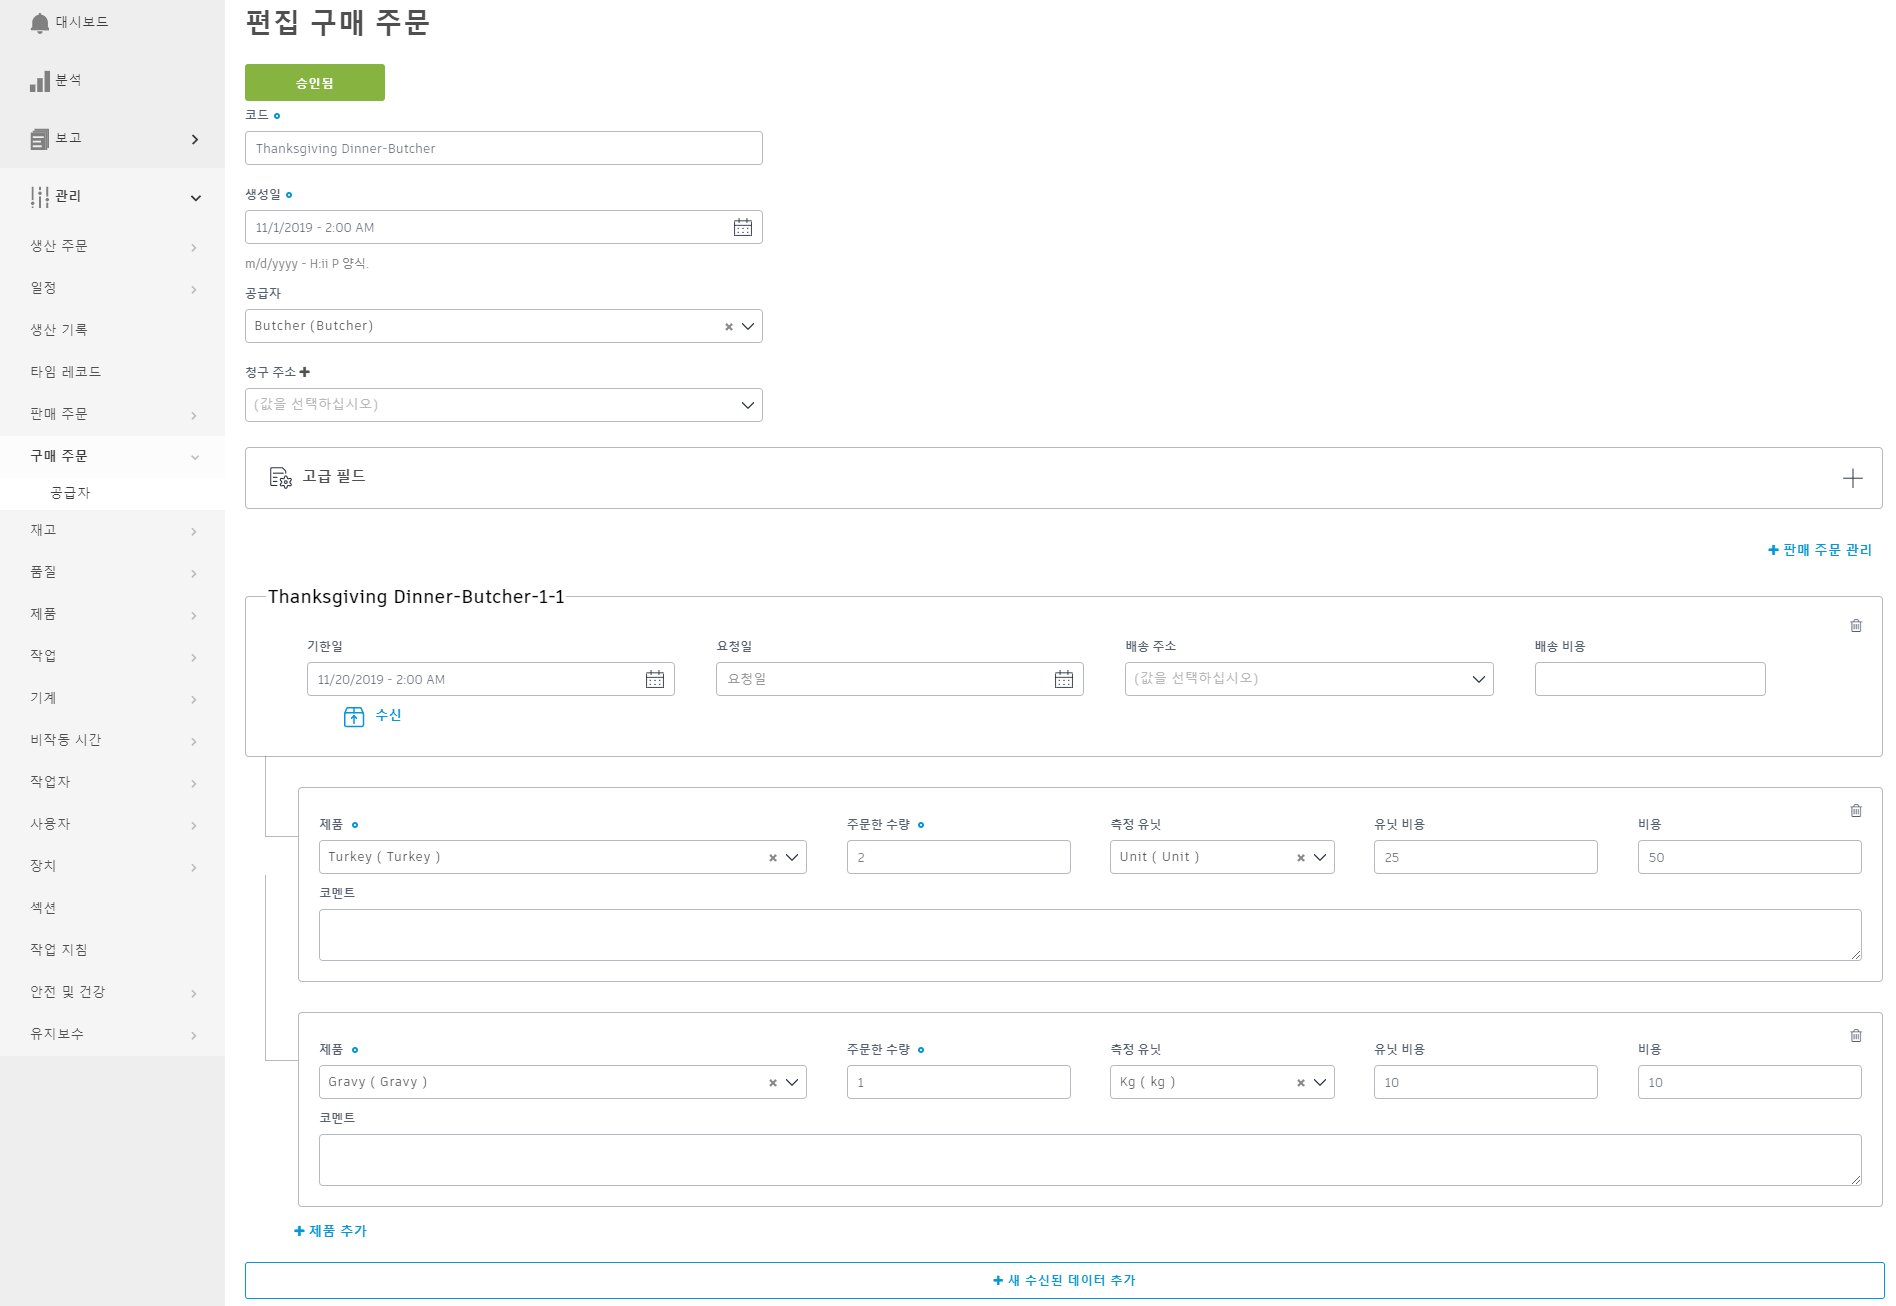 대시보드
분석
보고
관리
생산 주문
일정
생산 기록
타임 레코드
판매 주문
구매 주문
공급자
재고
품질
제품
작업
기계
비작동 시간
작업자
사용자
장치
섹션
작업 지침
안전 및 건강
유지보수
편집 구매 주문
승인됨
코드
Thanksgiving Dinner-Butcher
생성일
11/1/2019 - 2:00 AM
m/d/yyyy - H:ii P 양식.
공급자
Butcher (Butcher)
청구 주소
(값을 선택하십시오)
고급 필드
판매 주문 관리
Thanksgiving Dinner-Butcher-1-1
기한일 요청일 배송 주소 배송 비용
11/20/2019 - 2:00 AM 요청일 (값을 선택하십시오)
수신
제품 주문한 수량 측정 유닛 유닛 비용 비용
Turkey ( Turkey ) 2 Unit ( Unit ) 25 50
코멘트
제품 주문한 수량 측정 유닛 유닛 비용 비용
Gravy ( Gravy ) 1 Kg ( kg ) 10 10
코멘트
제품 추가
새 수신된 데이터 추가